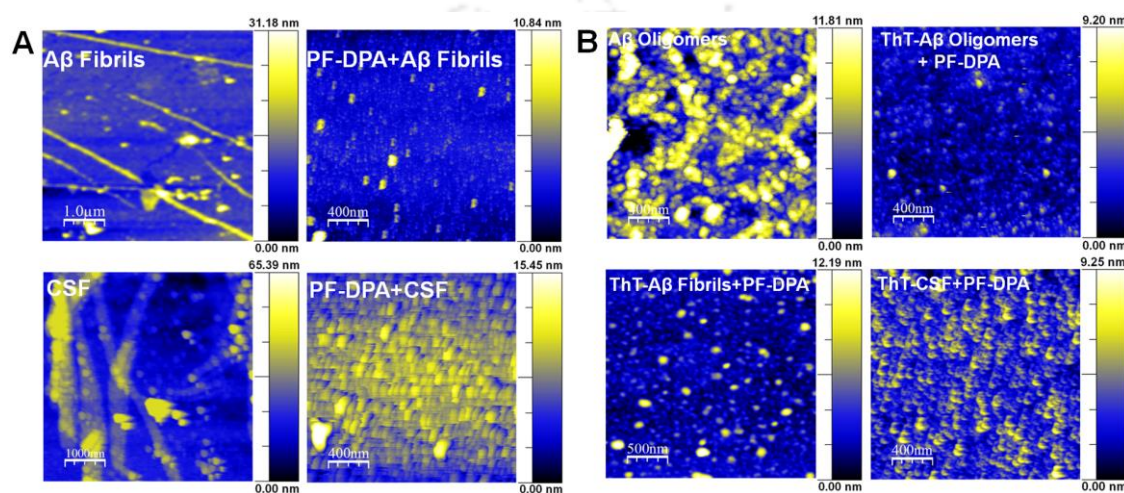 A
Aβ Fibrils
1.0μm
31.18 nm
0.00 nm
PF-DPA+Aβ Fibrils
400nm
10.84 nm
0.00 nm
CSF
1000nm
65.39 nm
0.00 nm
PF-DPA+CSF
400nm
15.45 nm
0.00 nm
B
Aβ Oligomers
400nm
11.81 nm
0.00 nm
ThT-Aβ Oligomers
+ PF-DPA
400nm
9.20 nm
0.00 nm
ThT-Aβ Fibrils+PF-DPA
500nm
12.19 nm
0.00 nm
ThT-CSF+PF-DPA
400nm
9.25 nm
0.00 nm